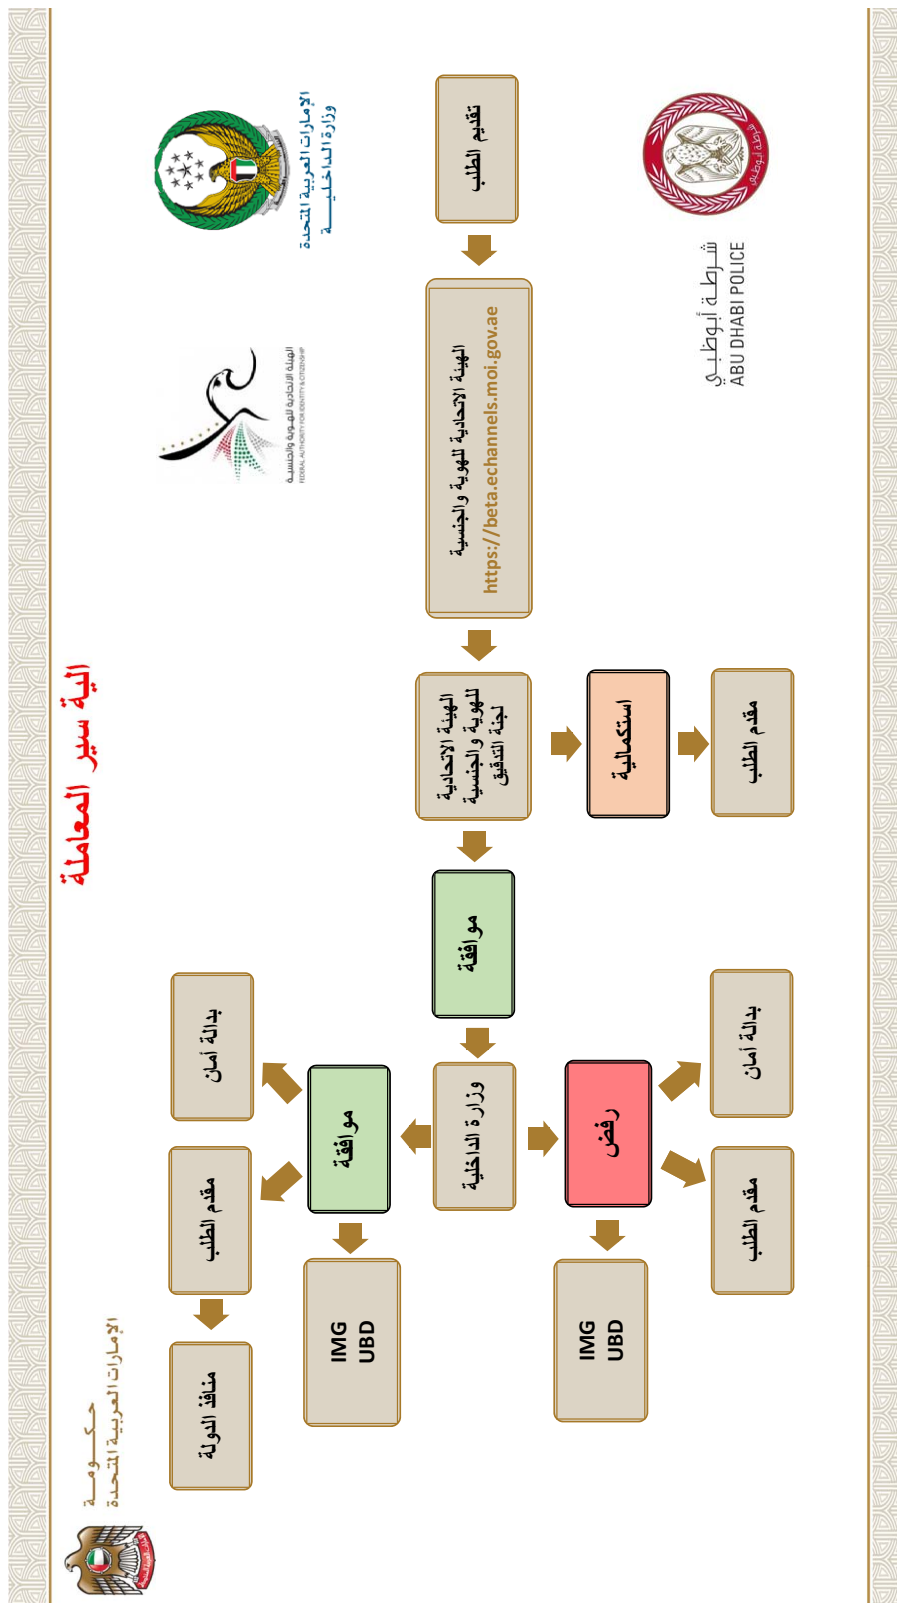 حكومة
الإمارات العربية المتحدة
الية سير المعاملة
الهيئة الاتحادية للهوية والجنسية
FEDERAL AUTHORITY FOR IDENTITY & CITIZENSHIP
الإمارات العربية المتحدة
وزارة الداخلية
شرطة أبوظبي
شرطة أبوظبي
ABU DHABI POLICE
تقديم الطلب
الهيئة الاتحادية للهوية والجنسية
https://beta.echannels.moi.gov.ae
الهيئة الاتحادية
للهوية والجنسية
لجنة التدقيق
استكمالية
مقدم الطلب
موافقة
وزارة الداخلية
موافقة
بدالة أمان
مقدم الطلب
منافذ الدولة
IMG
UBD
رفض
بدالة أمان
مقدم الطلب
IMG
UBD